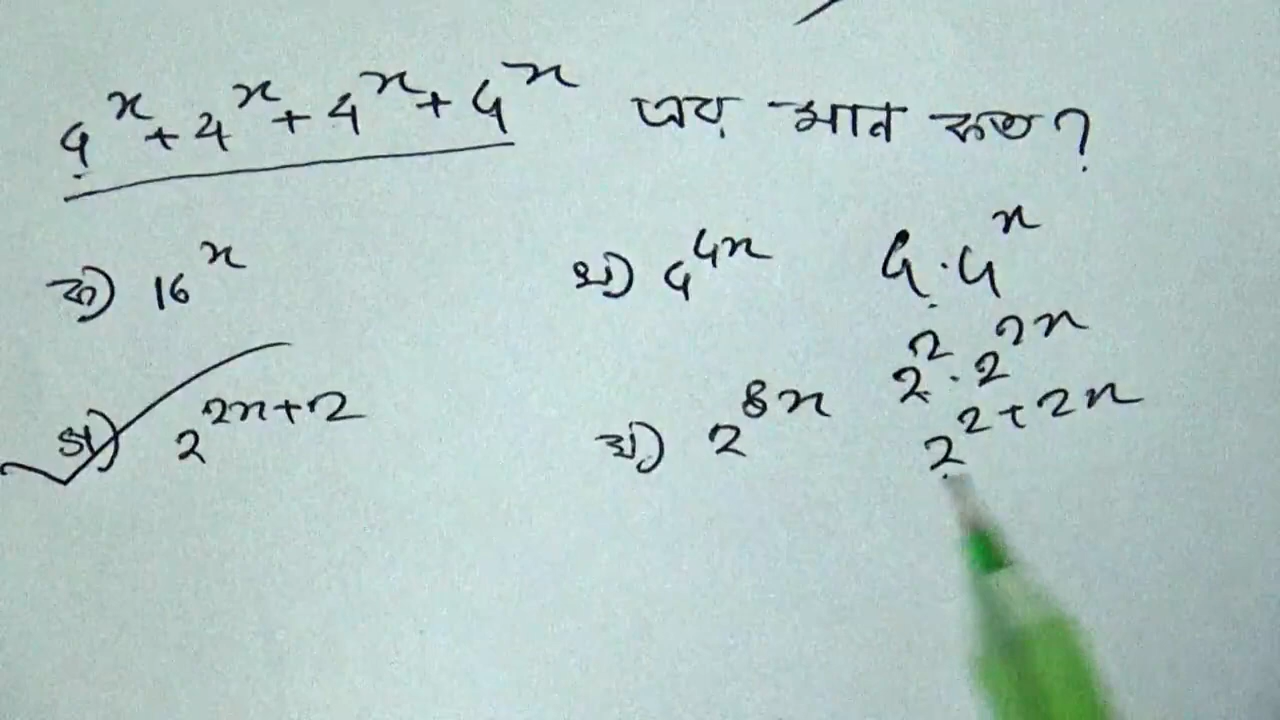 4^x + 4^x + 4^x + 4^x এর মান কত?
ক) 16^x
খ) 4^4x
গ) 2^2x+2
ঘ) 2^8x
4 · 4^x
2^2 · 2^2x
2^2+2x